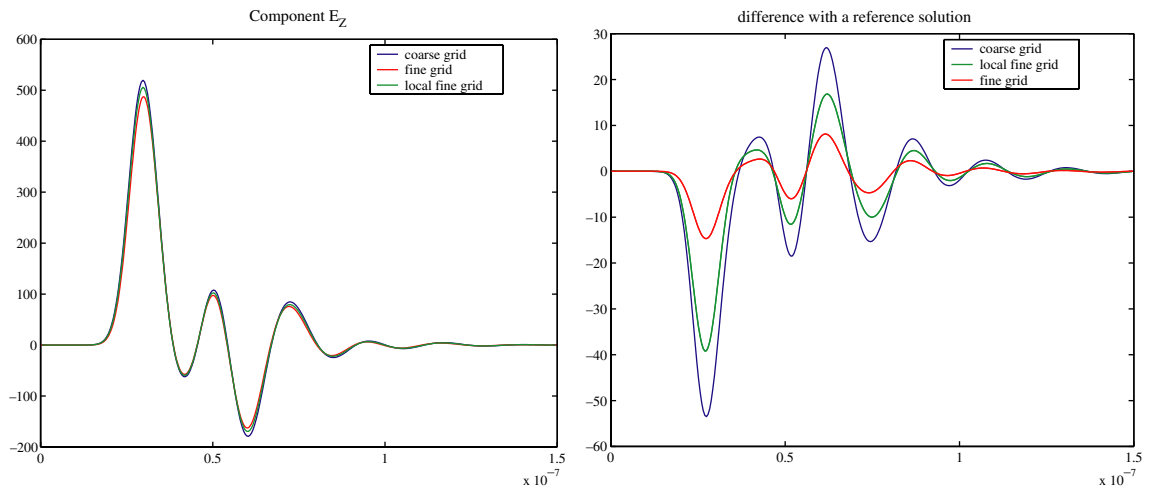 Component E_Z
600
500
400
300
200
100
0
−100
−200
0
0.5
1
1.5
x 10^−7
coarse grid
fine grid
local fine grid
difference with a reference solution
30
20
10
0
−10
−20
−30
−40
−50
−60
0
0.5
1
1.5
x 10^−7
coarse grid
local fine grid
fine grid